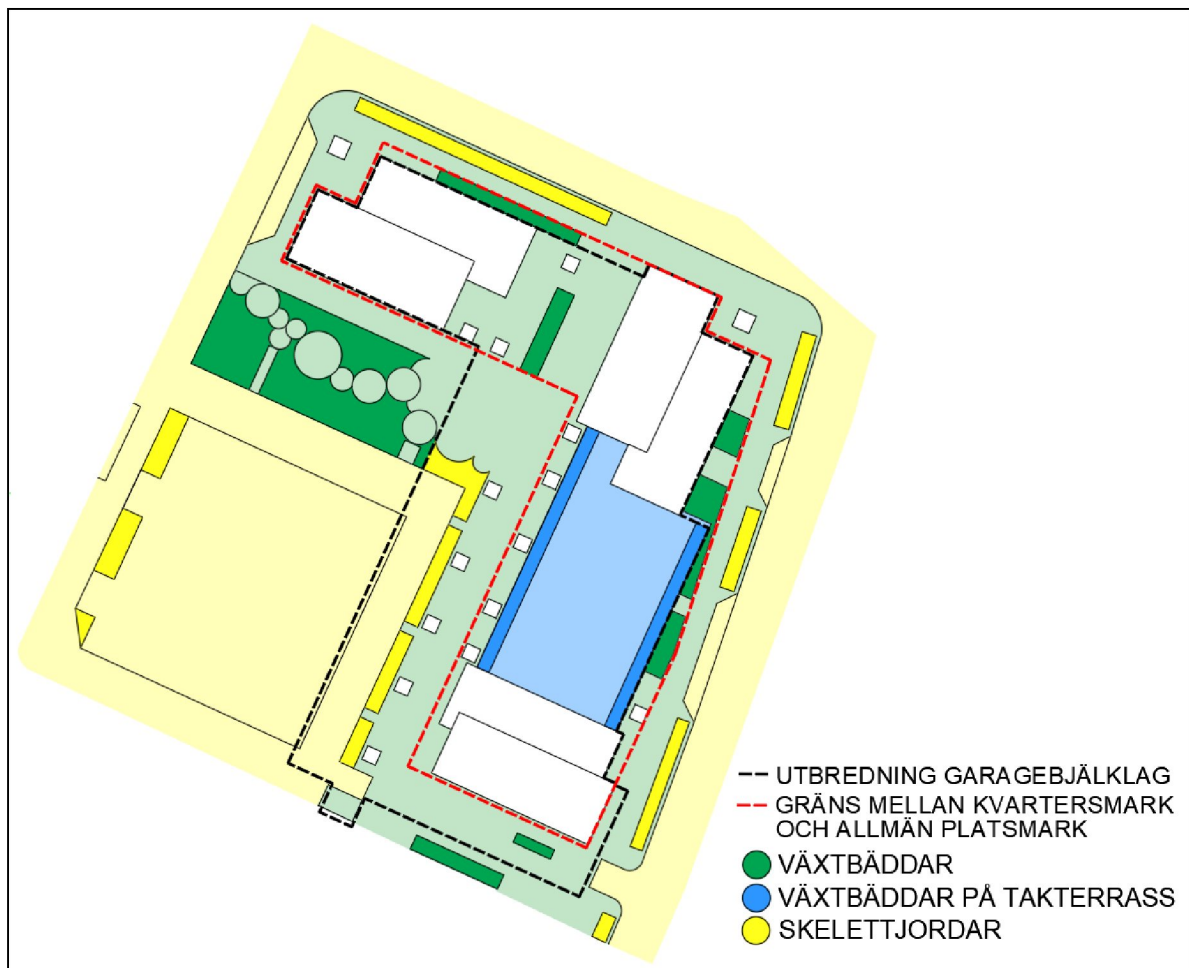 UTBREDNING GARAGEBJÄLKLAG
GRÄNS MELLAN KVARTERSMARK
OCH ALLMÄN PLATSMARK
VÄXTBÄDDAR
VÄXTBÄDDAR PÅ TAKTERRASS
SKELETTJORDAR